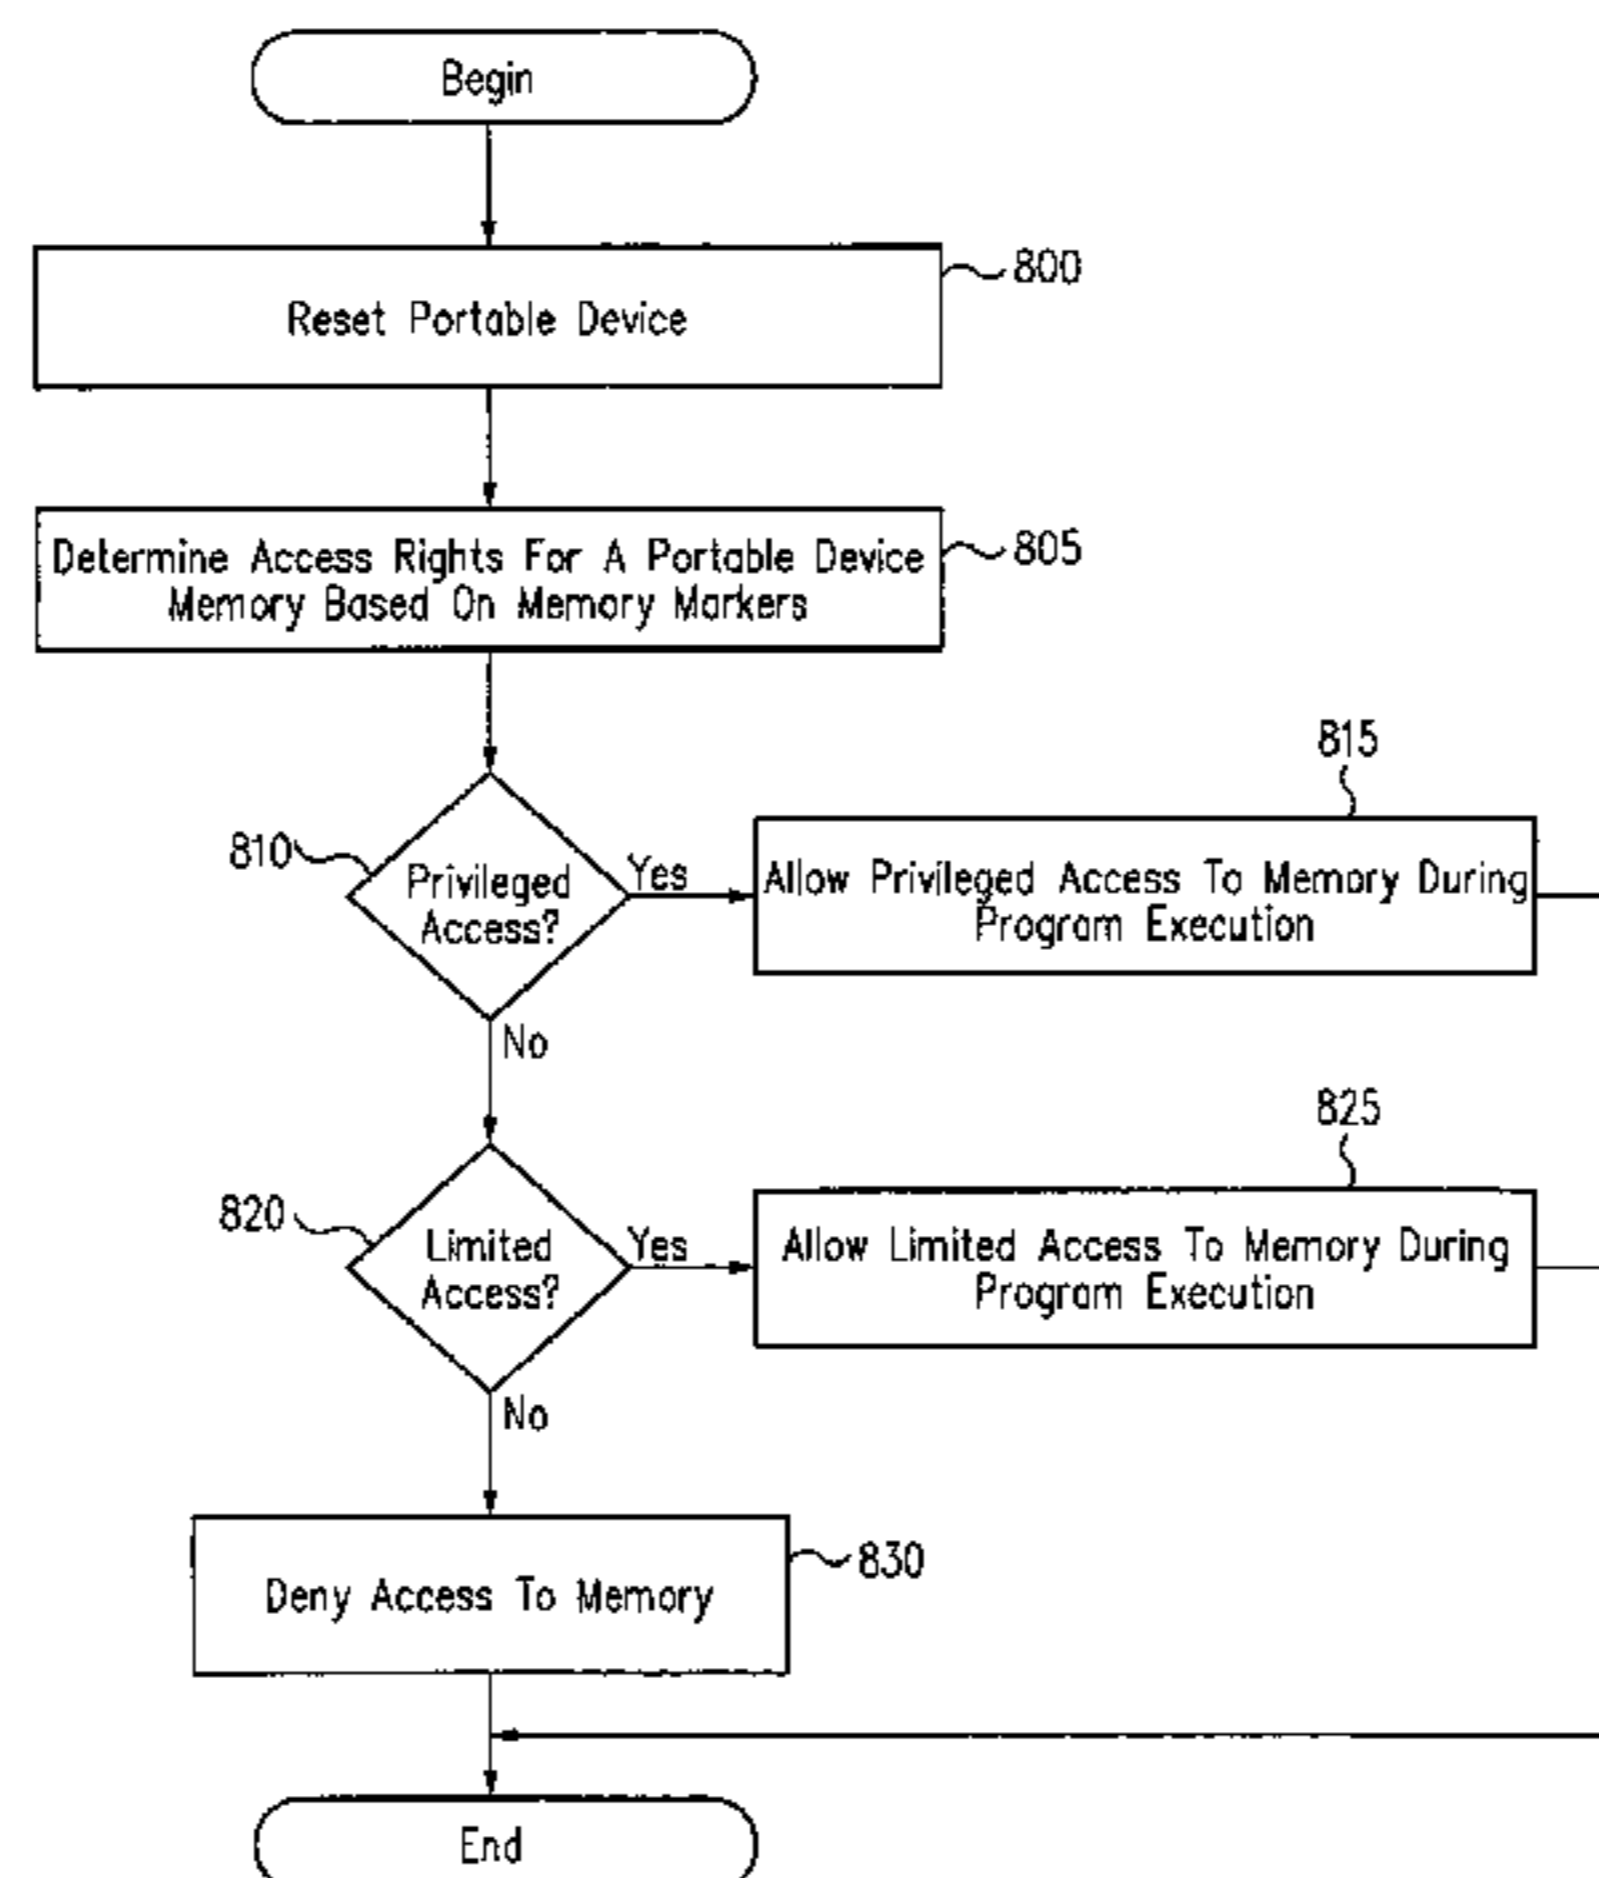 Begin
800
Reset Portable Device
805
Determine Access Rights For A Portable Device
Memory Based On Memory Markers
815
810
Privileged
Access?
Yes
Allow Privileged Access To Memory During
Program Execution
No
825
820
Limited
Access?
Yes
Allow Limited Access To Memory During
Program Execution
No
830
Deny Access To Memory
End